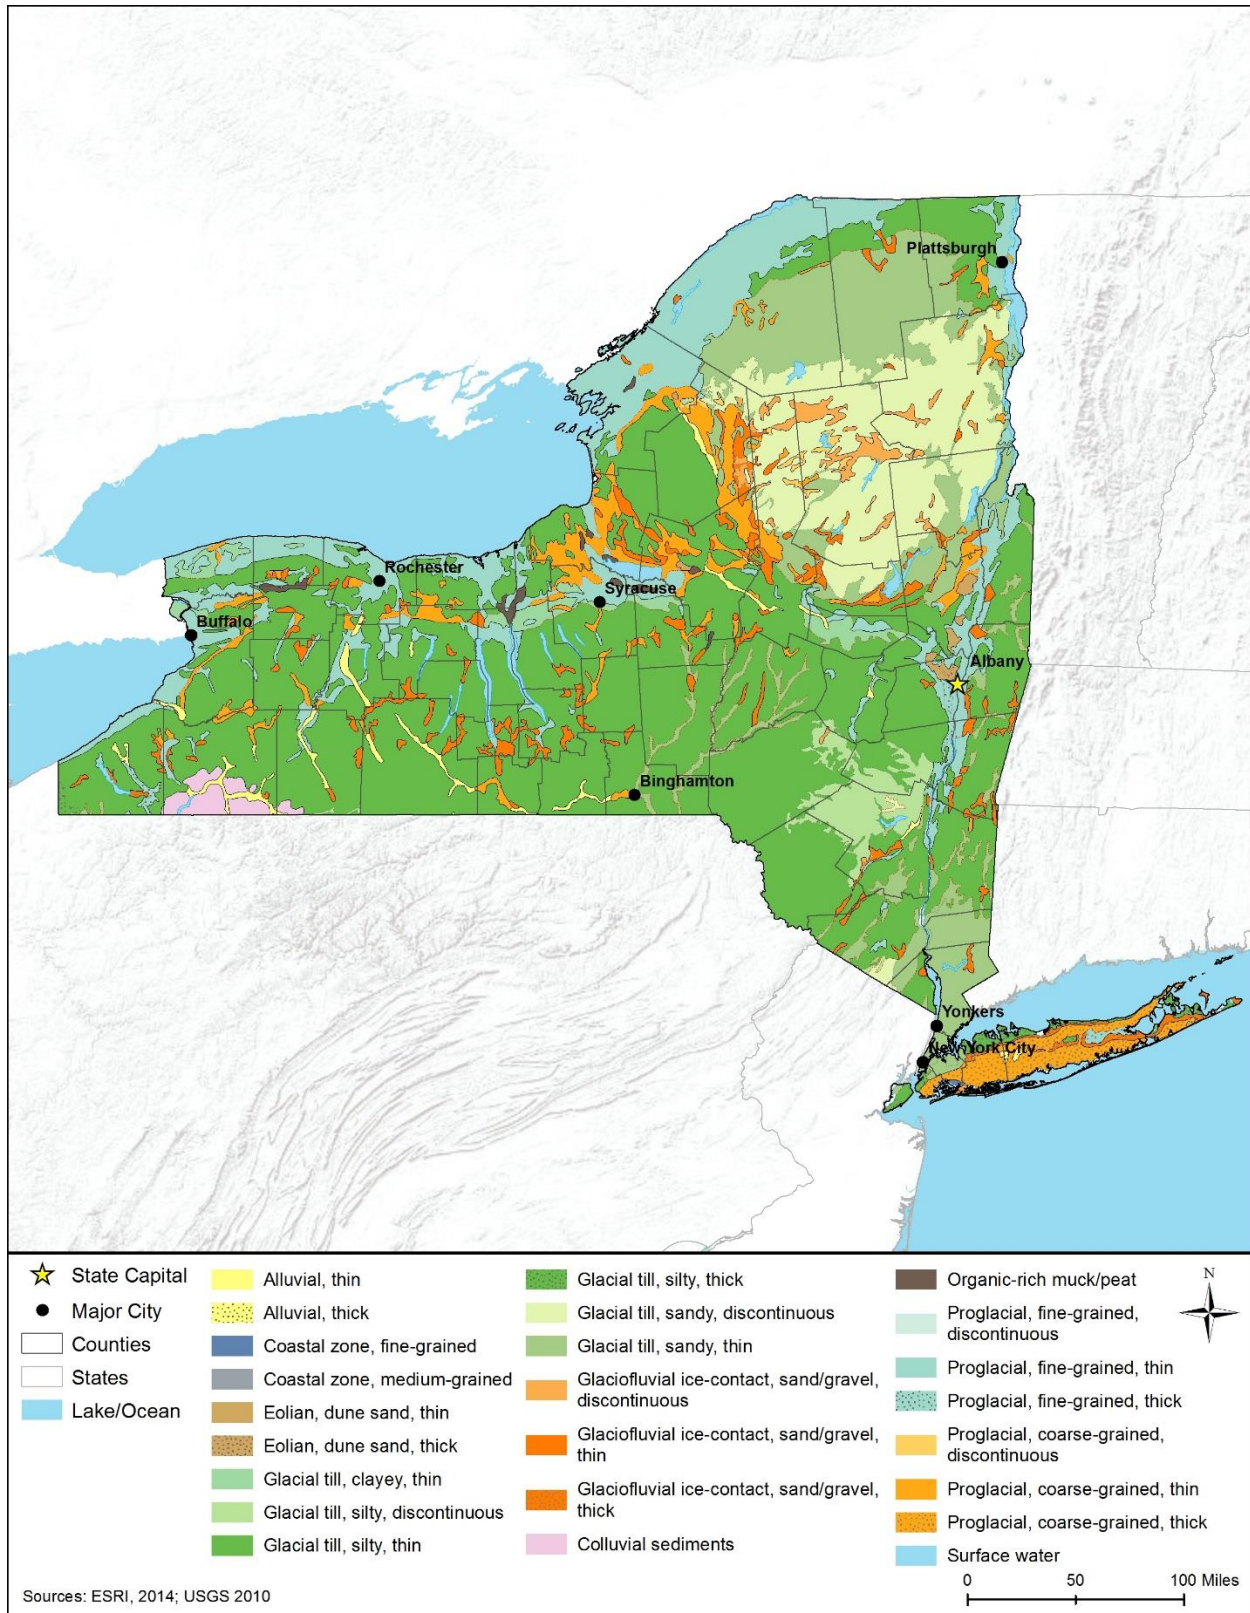 Plattsburgh
Rochester
Syracuse
Buffalo
Albany
Binghamton
Yonkers
New York City
State Capital
Major City
Counties
States
Lake/Ocean
Alluvial, thin
Alluvial, thick
Coastal zone, fine-grained
Coastal zone, medium-grained
Eolian, dune sand, thin
Eolian, dune sand, thick
Glacial till, clayey, thin
Glacial till, silty, discontinuous
Glacial till, silty, thin
Glacial till, silty, thick
Glacial till, sandy, discontinuous
Glacial till, sandy, thin
Glaciofluvial ice-contact, sand/gravel,
discontinuous
Glaciofluvial ice-contact, sand/gravel,
thin
Glaciofluvial ice-contact, sand/gravel,
thick
Colluvial sediments
Organic-rich muck/peat
Proglacial, fine-grained,
discontinuous
Proglacial, fine-grained, thin
Proglacial, fine-grained, thick
Proglacial, coarse-grained,
discontinuous
Proglacial, coarse-grained, thin
Proglacial, coarse-grained, thick
Surface water
N
0 50 100 Miles
Sources: ESRI, 2014; USGS 2010